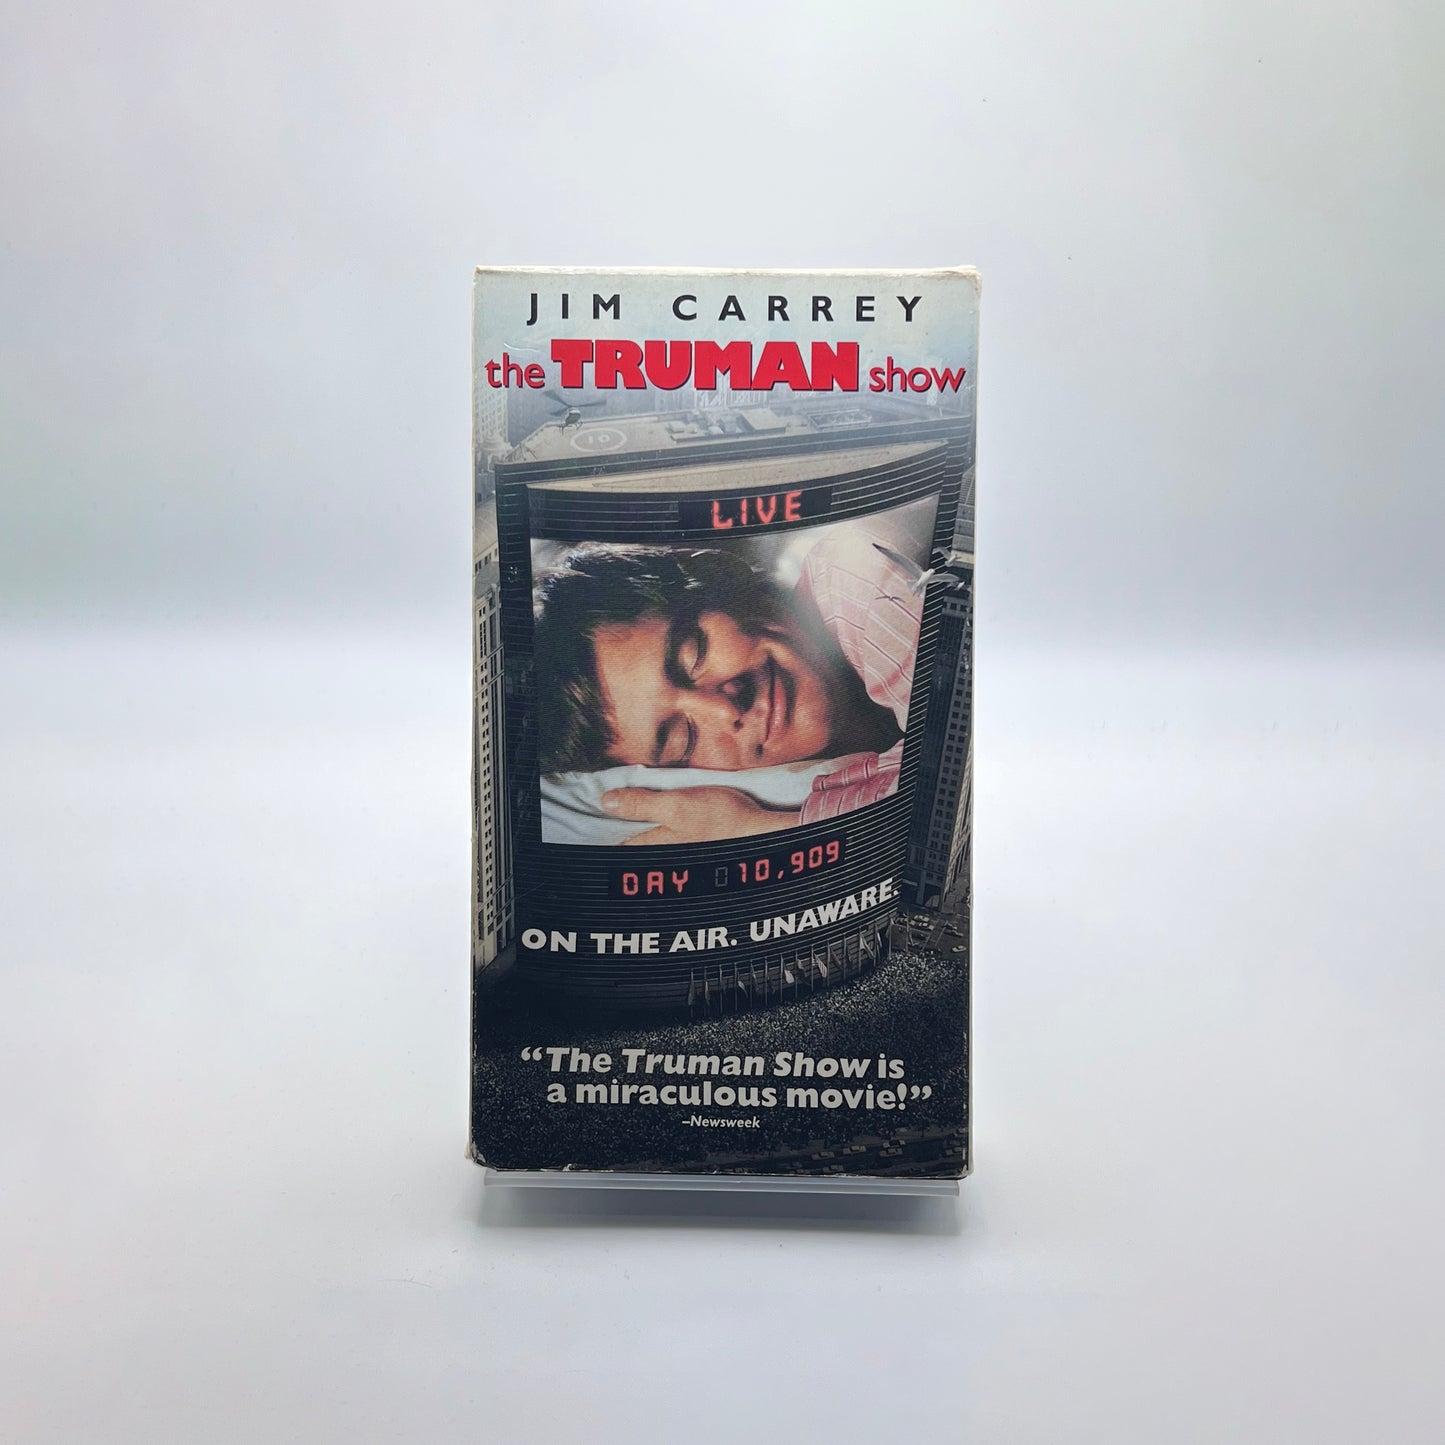 JIM CARREY
the TRUMAN show
10
LIVE
DAY 10,909
ON THE AIR. UNAWARE.
“The Truman Show is
a miraculous movie!”
–Newsweek